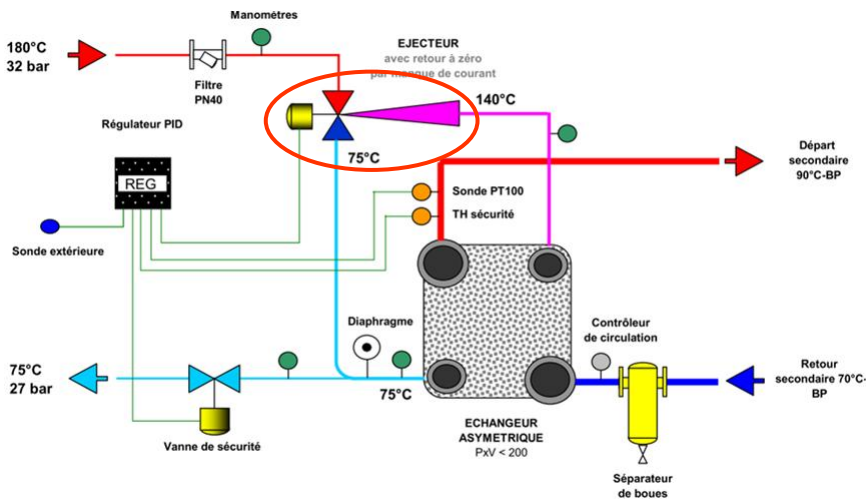 Manomètres
180°C
32 bar
EJECTEUR
avec retour à zéro
par manque de courant
Filtre
PN40
140°C
Régulateur PID
75°C
Départ
secondaire
90°C-BP
REG
Sonde PT100
TH sécurité
Sonde extérieure
Diaphragme
Contrôleur
de circulation
75°C
27 bar
75°C
Retour
secondaire 70°C-
BP
Vanne de sécurité
ECHANGEUR
ASYMETRIQUE
PxV < 200
Séparateur
de boues